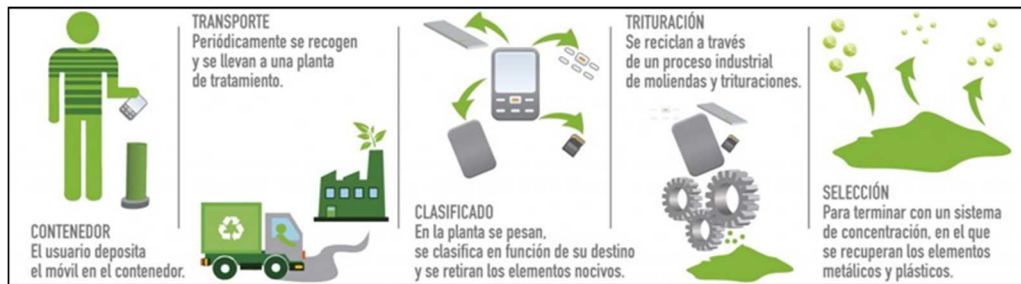 CONTENEDOR
El usuario deposita
el móvil en el contenedor.
TRANSPORTE
Periódicamente se recogen
y se llevan a una planta
de tratamiento.
CLASIFICADO
En la planta se pesan,
se clasifica en función de su destino
y se retiran los elementos nocivos.
TRITURACIÓN
Se reciclan a través
de un proceso industrial
de moliendas y trituraciones.
SELECCIÓN
Para terminar con un sistema
de concentración, en el que
se recuperan los elementos
metálicos y plásticos.